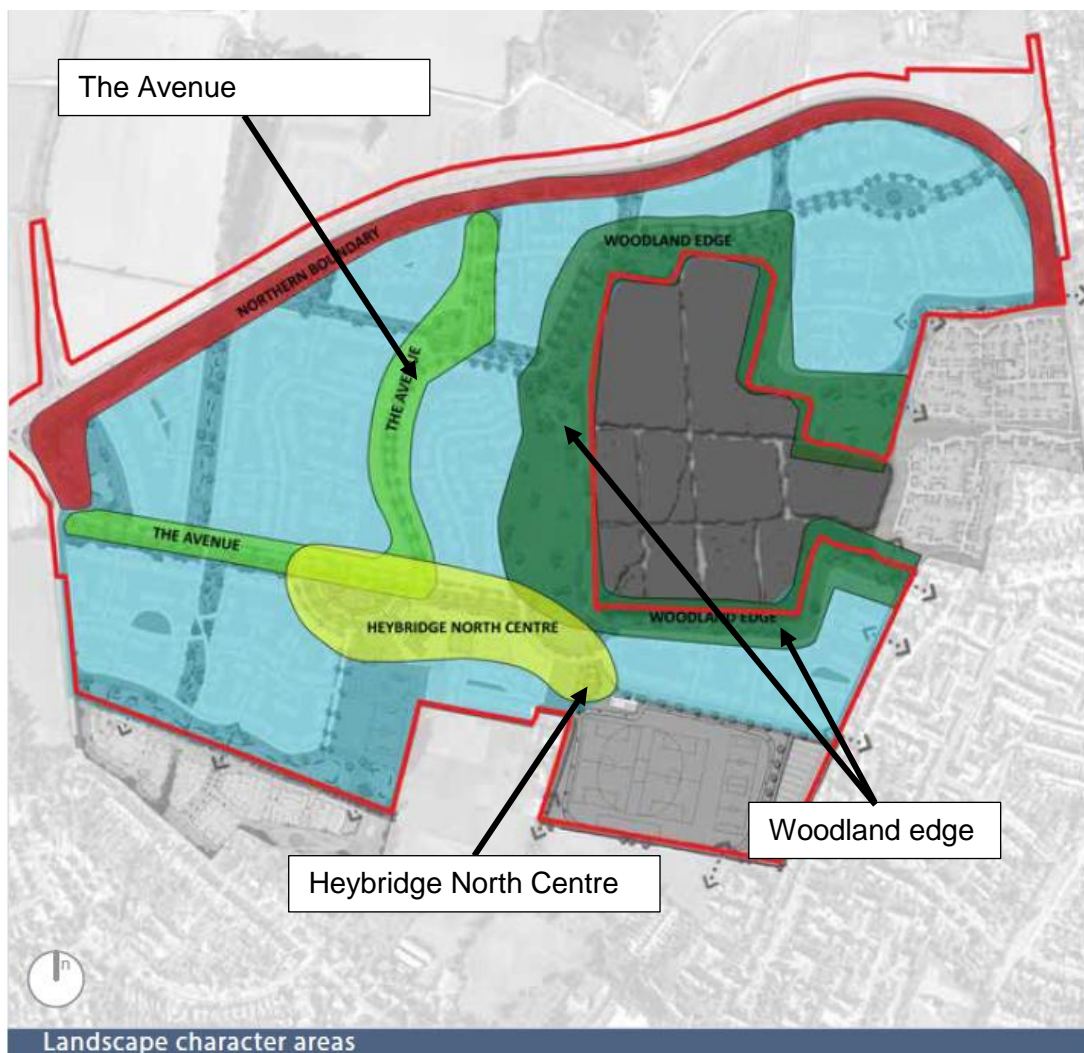 The Avenue
WOODLAND EDGE
NORTHERN BOUNDARY
THE AVENUE
THE AVENUE
HEYBRIDGE NORTH CENTRE
WOODLAND EDGE
Woodland edge
Heybridge North Centre
n
Landscape character areas